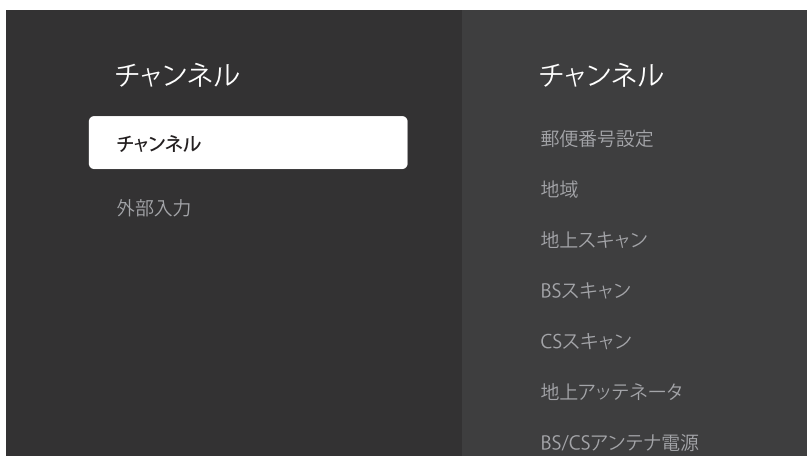 チャンネル
チャンネル
外部入力
チャンネル
郵便番号設定
地域
地上スキャン
BSスキャン
CSスキャン
地上アッテネータ
BS/CSアンテナ電源